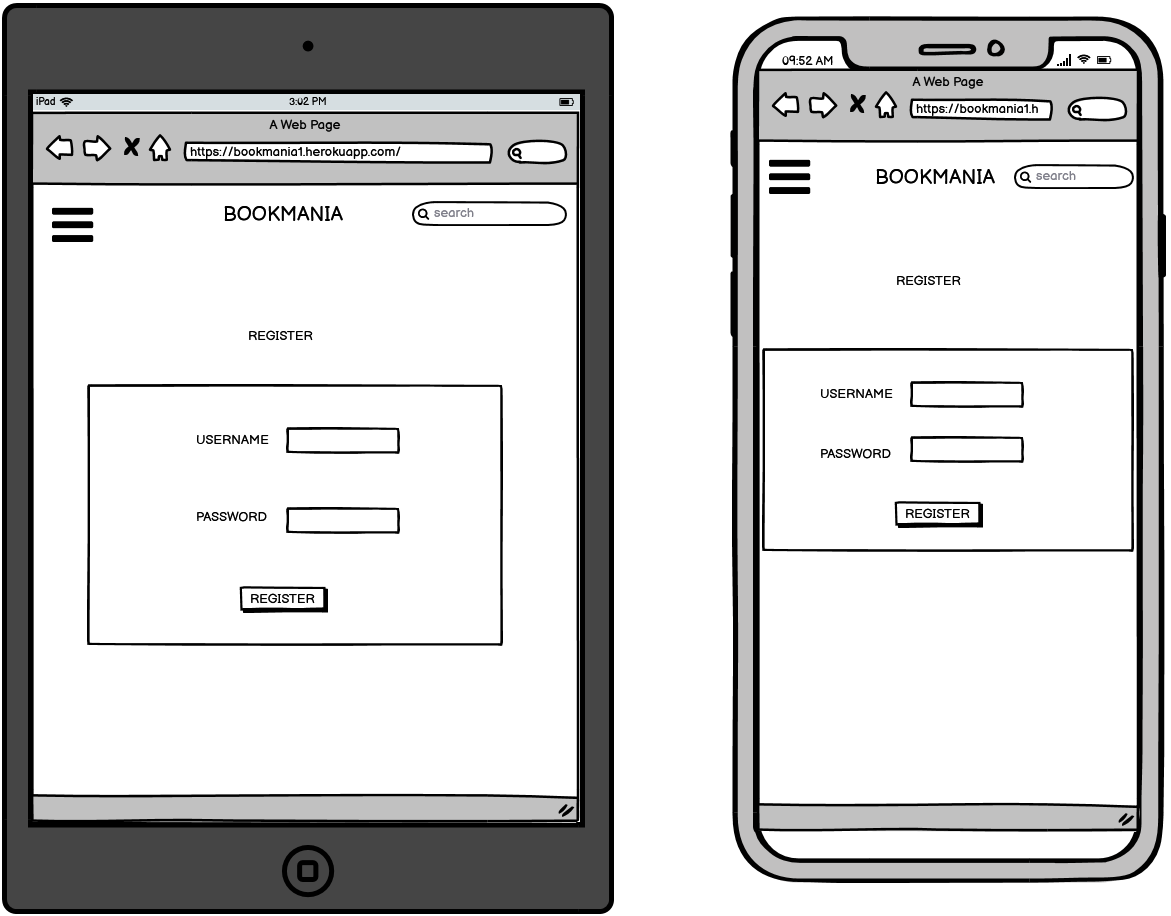 iPad 3:02 PM
A Web Page
https://bookmania1.herokuapp.com/
BOOKMANIA search
REGISTER
USERNAME
PASSWORD
REGISTER
09:52 AM
A Web Page
https://bookmania1.h
BOOKMANIA search
REGISTER
USERNAME
PASSWORD
REGISTER